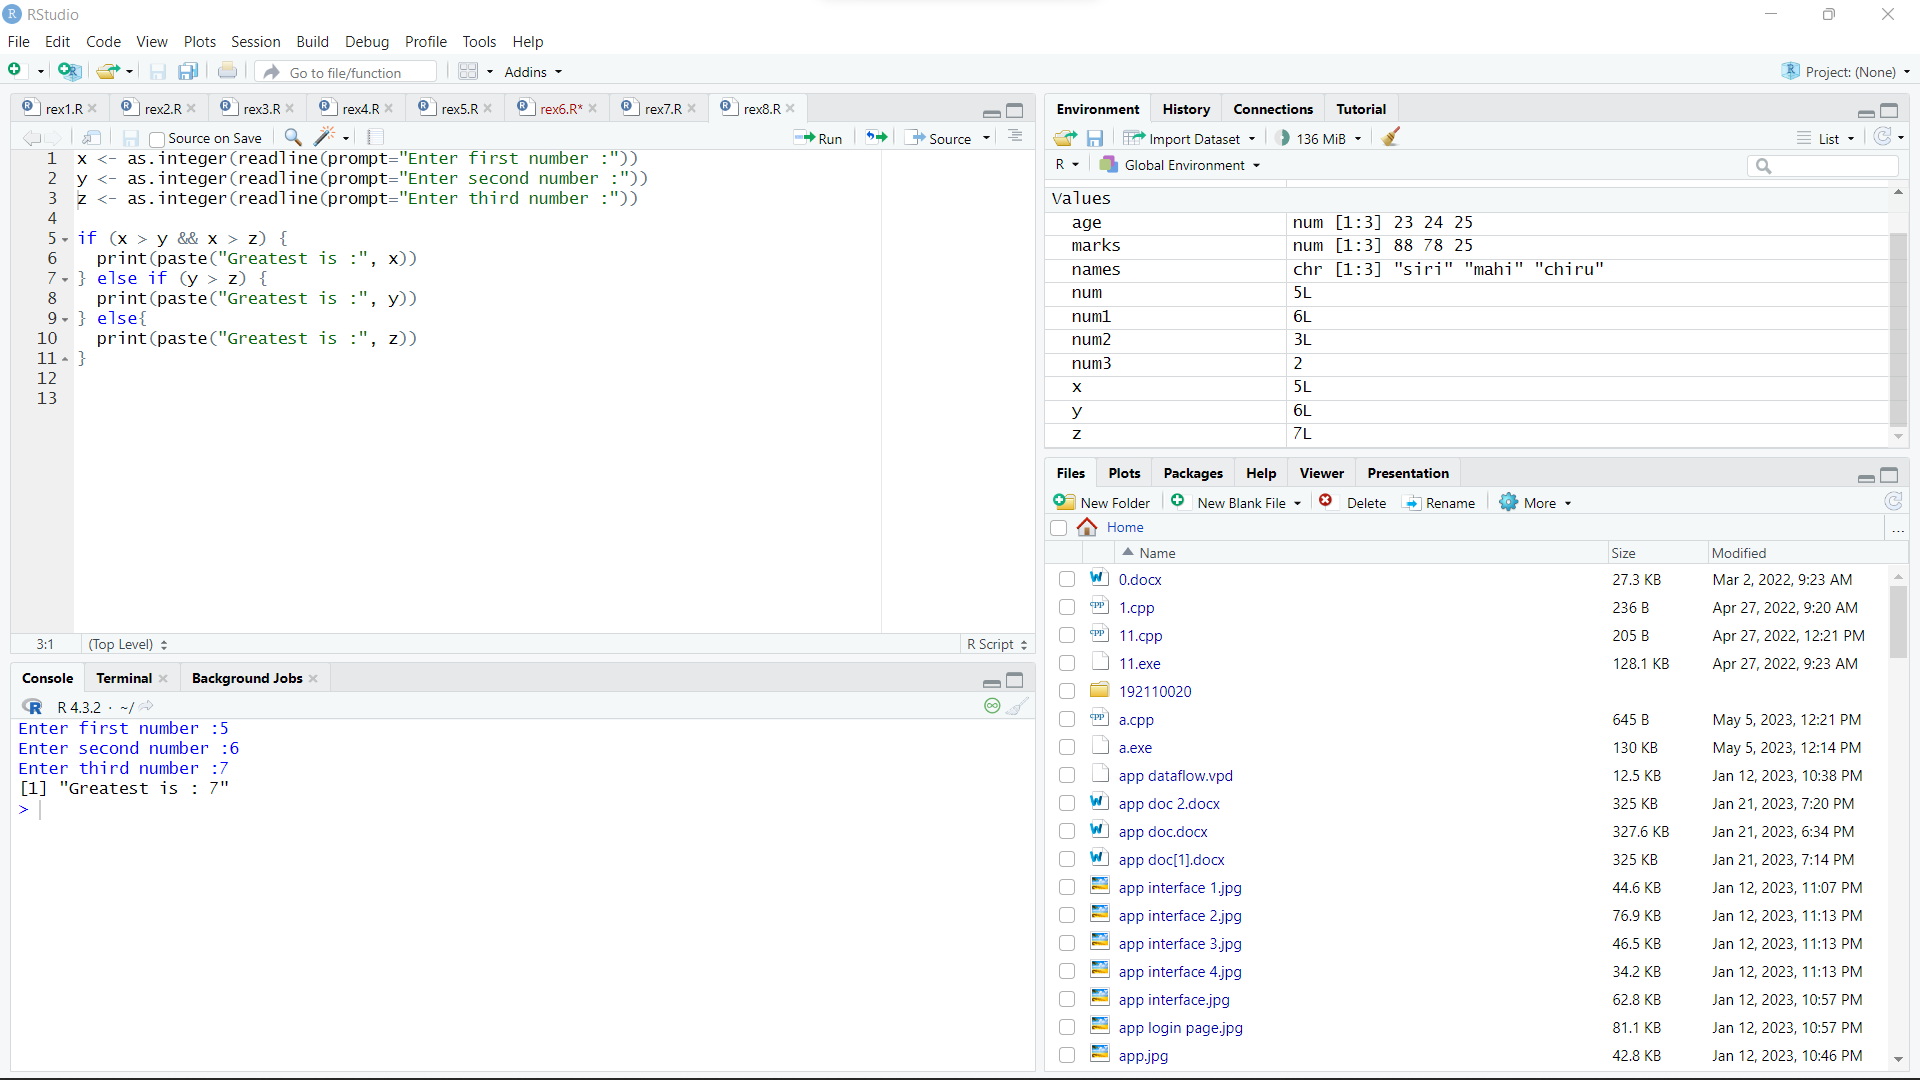 RStudio
File Edit Code View Plots Session Build Debug Profile Tools Help
Go to file/function Addins Project: (None)
rex1.R rex2.R rex3.R rex4.R rex5.R rex6.R* rex7.R rex8.R
Source on Save Run Source
1 x <- as.integer(readline(prompt="Enter first number :"))
2 y <- as.integer(readline(prompt="Enter second number :"))
3 z <- as.integer(readline(prompt="Enter third number :"))
4
5 if (x > y && x > z) {
6 print(paste("Greatest is :", x))
7 } else if (y > z) {
8 print(paste("Greatest is :", y))
9 } else{
10 print(paste("Greatest is :", z))
11 }
12
13
3:1 (Top Level) R Script
Console Terminal Background Jobs
R 4.3.2 · ~/
Enter first number :5
Enter second number :6
Enter third number :7
[1] "Greatest is : 7"
>
Environment History Connections Tutorial
Import Dataset 136 MiB List
R Global Environment
Values
age num [1:3] 23 24 25
marks num [1:3] 88 78 25
names chr [1:3] "siri" "mahi" "chiru"
num 5L
num1 6L
num2 3L
num3 2
x 5L
y 6L
z 7L
Files Plots Packages Help Viewer Presentation
New Folder New Blank File Delete Rename More
Home ...
Name Size Modified
0.docx 27.3 KB Mar 2, 2022, 9:23 AM
1.cpp 236 B Apr 27, 2022, 9:20 AM
11.cpp 205 B Apr 27, 2022, 12:21 PM
11.exe 128.1 KB Apr 27, 2022, 9:23 AM
192110020
a.cpp 645 B May 5, 2023, 12:21 PM
a.exe 130 KB May 5, 2023, 12:14 PM
app dataflow.vpd 12.5 KB Jan 12, 2023, 10:38 PM
app doc 2.docx 325 KB Jan 21, 2023, 7:20 PM
app doc.docx 327.6 KB Jan 21, 2023, 6:34 PM
app doc[1].docx 325 KB Jan 21, 2023, 7:14 PM
app interface 1.jpg 44.6 KB Jan 12, 2023, 11:07 PM
app interface 2.jpg 76.9 KB Jan 12, 2023, 11:13 PM
app interface 3.jpg 46.5 KB Jan 12, 2023, 11:13 PM
app interface 4.jpg 34.2 KB Jan 12, 2023, 11:13 PM
app interface.jpg 62.8 KB Jan 12, 2023, 10:57 PM
app login page.jpg 81.1 KB Jan 12, 2023, 10:57 PM
app.jpg 42.8 KB Jan 12, 2023, 10:46 PM